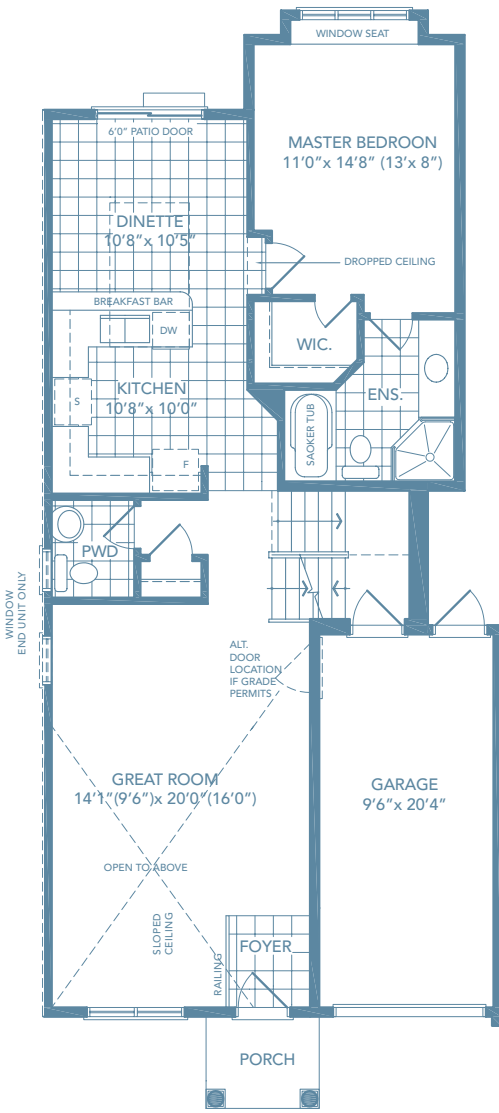 WINDOW SEAT
MASTER BEDROON
11'0"x 14'8" (13'x 8")
6'0" PATIO DOOR
DINETTE
10'8"x 10'5"
DROPPED CEILING
BREAKFAST BAR
DW
WIC.
KITCHEN
10'8"x 10'0"
S
ENS.
SAOKER TUB
F
PWD
WINDOW
END UNIT ONLY
ALT.
DOOR
LOCATION
IF GRADE
PERMITS
GREAT ROOM
14'1"(9'6")x 20'0"(16'0")
GARAGE
9'6"x 20'4"
OPEN TO ABOVE
SLOPED
CEILING
FOYER
RAILING
PORCH